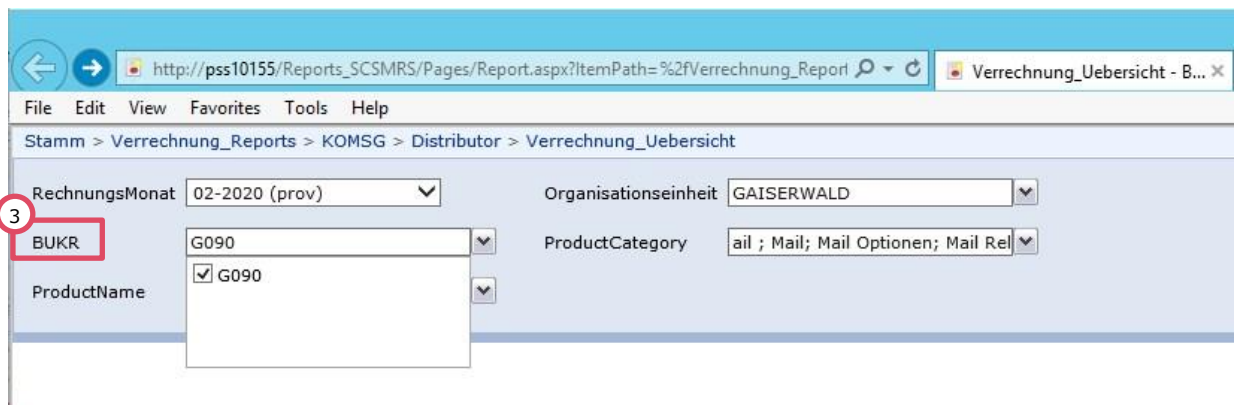 http://pss10155/Reports_SCSMRS/Pages/Report.aspx?ItemPath=%2fVerrechnung_Report
Verrechnung_Uebersicht - B...
File Edit View Favorites Tools Help
Stamm > Verrechnung_Reports > KOMSG > Distributor > Verrechnung_Uebersicht
RechnungsMonat 02-2020 (prov) Organisationseinheit GAISERWALD
3
BUKR G090 ProductCategory ail ; Mail; Mail Optionen; Mail Rel
G090
ProductName